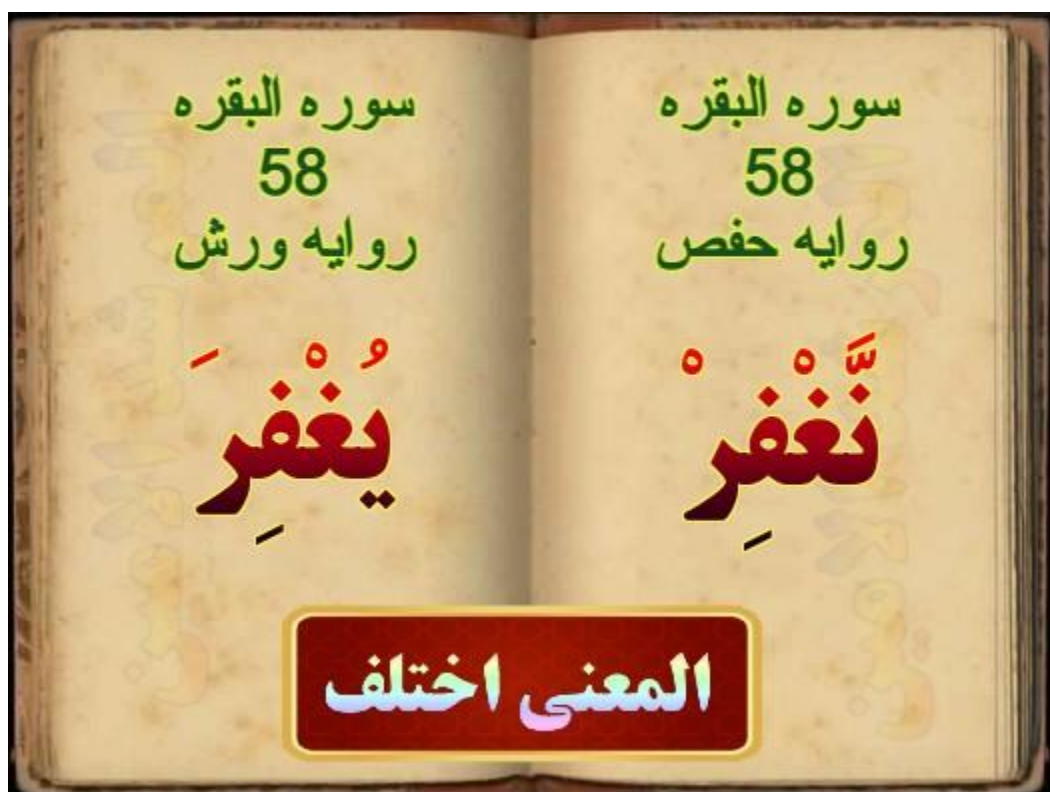 سوره البقره
58
روايه حفص
نَّغْفِرْ
سوره البقره
58
روايه ورش
يُغْفِرَ
المعنى اختلف